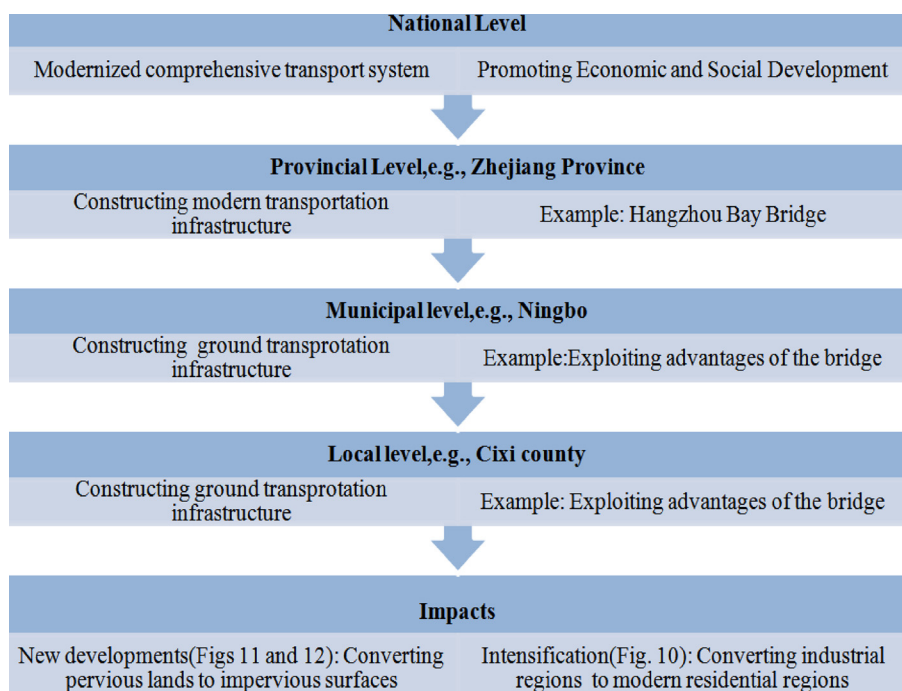 National Level
Modernized comprehensive transport system
Promoting Economic and Social Development
Provincial Level,e.g., Zhejiang Province
Constructing modern transportation
infrastructure
Example: Hangzhou Bay Bridge
Municipal level,e.g., Ningbo
Constructing ground transprotation
infrastructure
Example:Exploiting advantages of the bridge
Local level,e.g., Cixi county
Constructing ground transprotation
infrastructure
Example: Exploiting advantages of the bridge
Impacts
New developments(Figs 11 and 12): Converting
pervious lands to impervious surfaces
Intensification(Fig. 10): Converting industrial
regions to modern residential regions